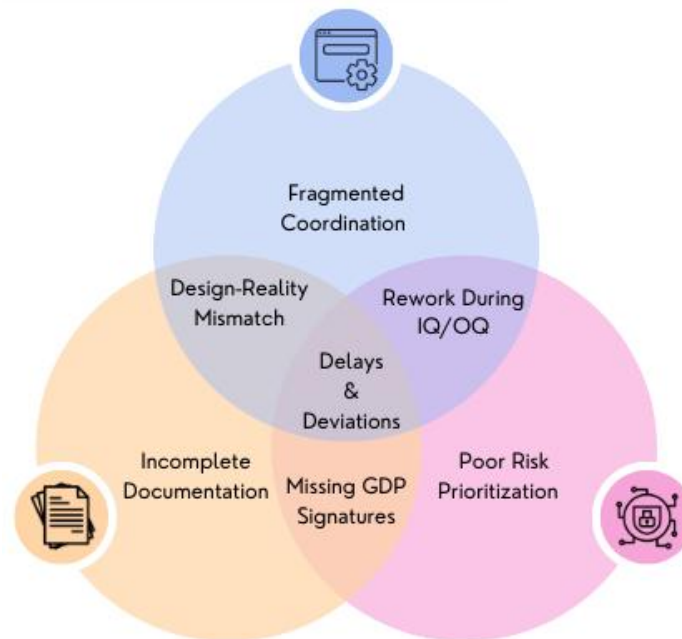 Fragmented
Coordination
Design-Reality
Mismatch
Rework During
IQ/OQ
Delays
&
Deviations
Incomplete
Documentation
Missing GDP
Signatures
Poor Risk
Prioritization